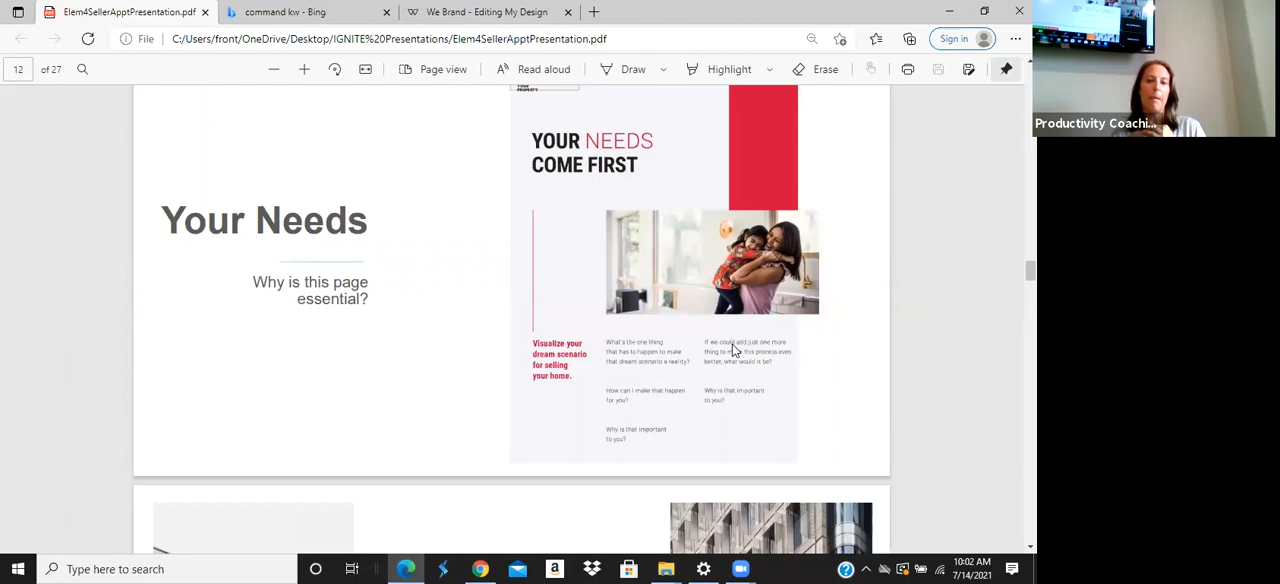 Elem4SellerApptPresentation.pdf
command kw - Bing
We Brand - Editing My Design
File
C:/Users/front/OneDrive/Desktop/IGNITE%20Presentations/Elem4SellerApptPresentation.pdf
Sign in
12 of 27
Page view
Read aloud
Draw
Highlight
Erase
Productivity Coachi...
YOUR
PROPERTY
YOUR NEEDS
COME FIRST
Your Needs
Why is this page
essential?
Visualize your
dream scenario
for selling
your home.
What's the one thing
that has to happen to make
that dream scenario a reality?
How can I make that happen
for you?
Why is that important
to you?
If we could add just one more
thing to this process even
better, what would it be?
Why is that important
to you?
Type here to search
10:02 AM
7/14/2021